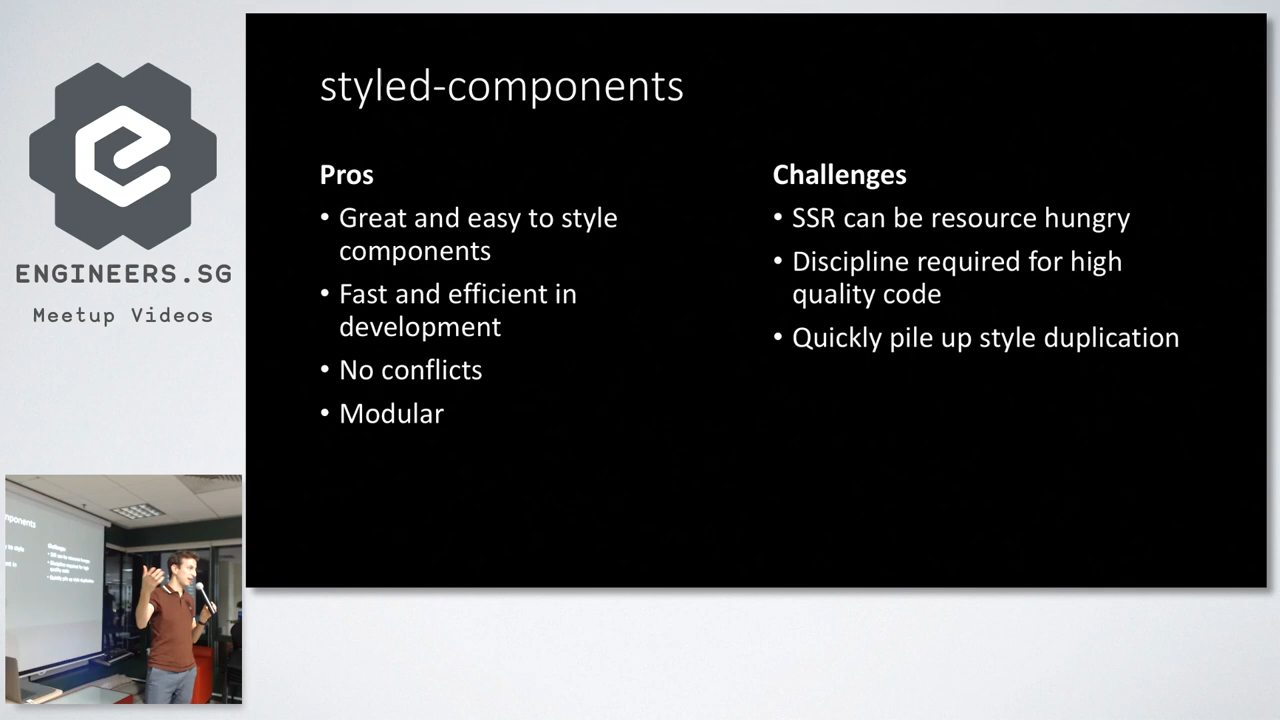 ENGINEERS.SG
Meetup Videos
styled-components
Pros
• Great and easy to style
components
• Fast and efficient in
development
• No conflicts
• Modular
Challenges
• SSR can be resource hungry
• Discipline required for high
quality code
• Quickly pile up style duplication